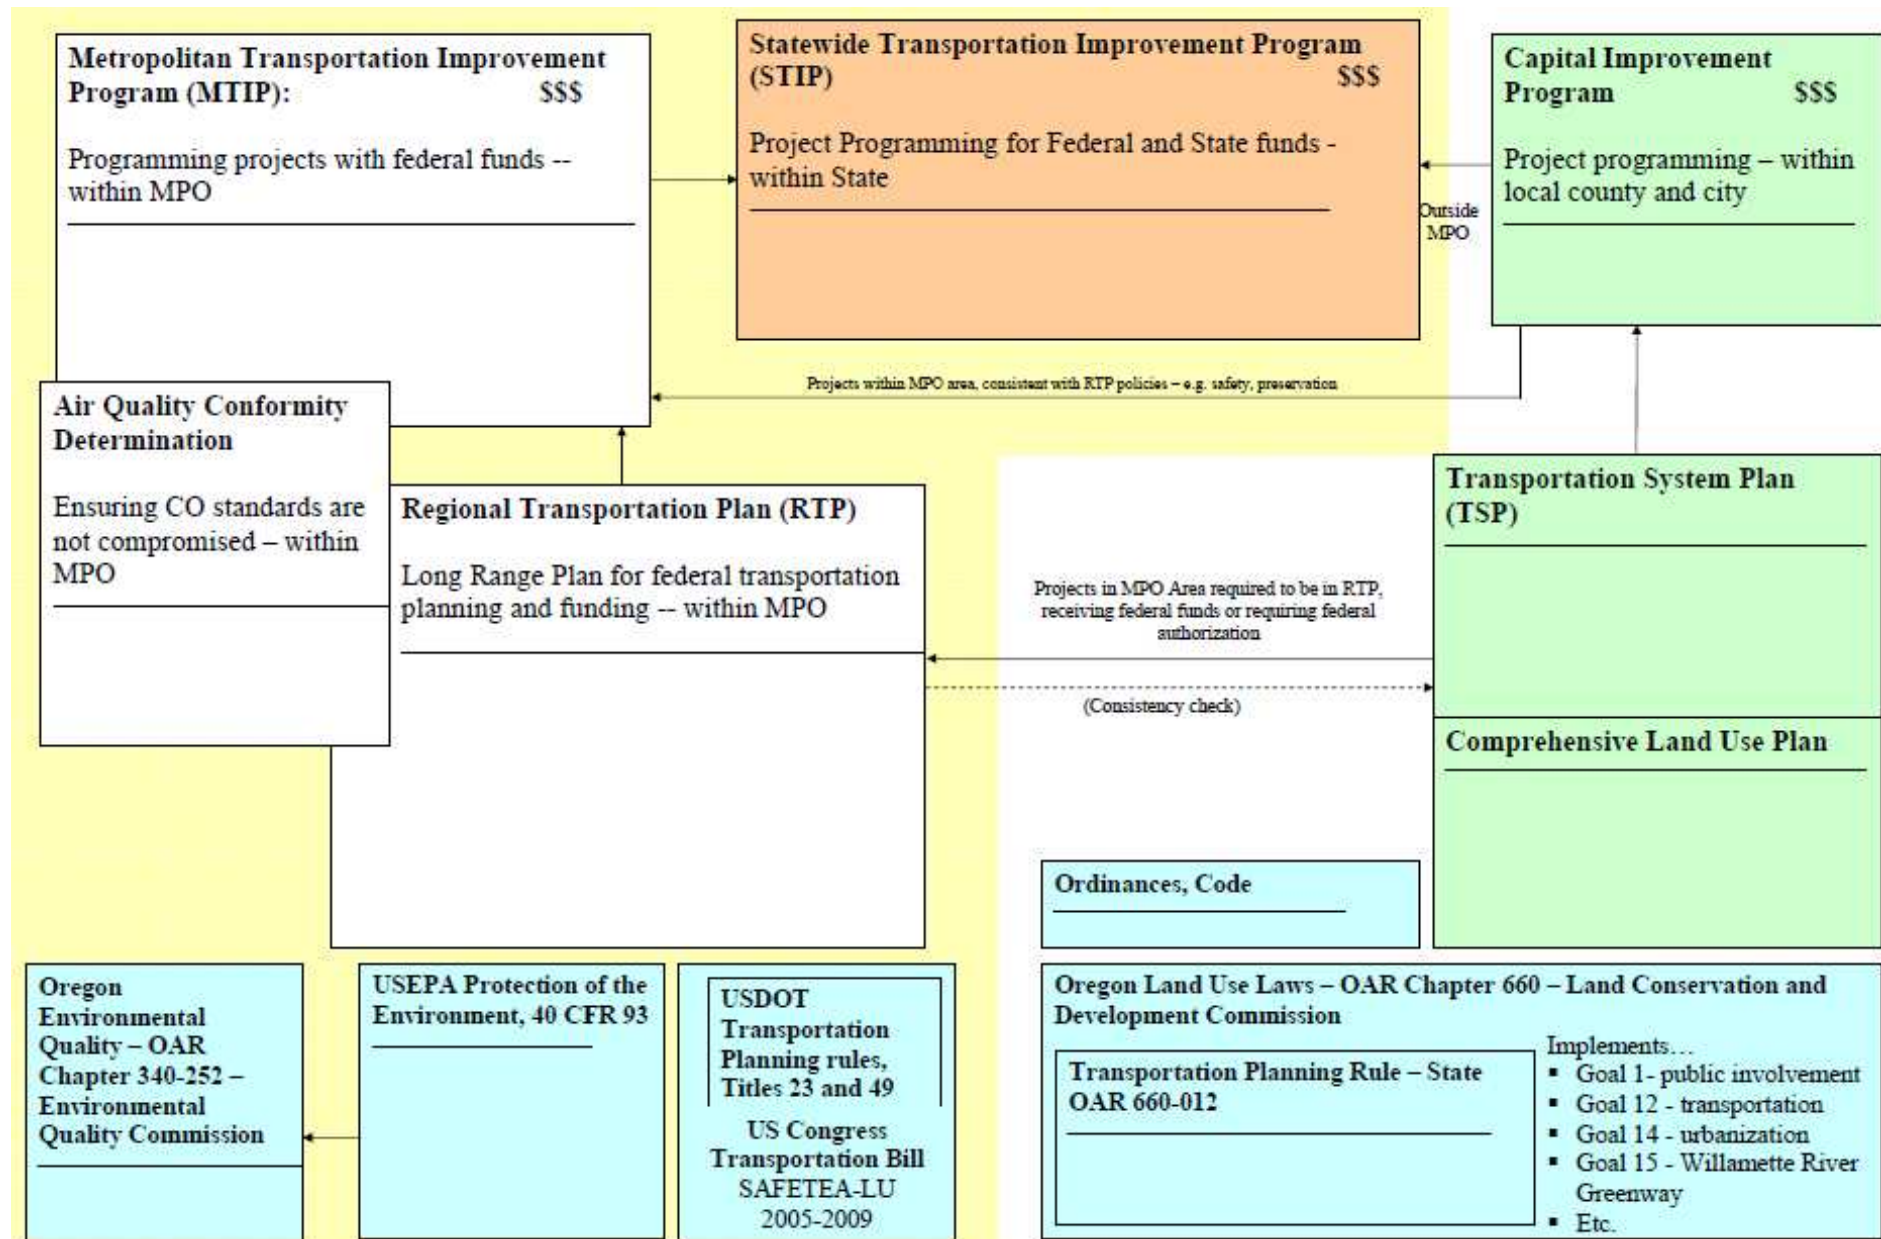 Metropolitan Transportation Improvement
Program (MTIP): $$$
Programming projects with federal funds --
within MPO
Statewide Transportation Improvement Program
(STIP) $$$
Project Programming for Federal and State funds -
within State
Capital Improvement
Program $$$
Project programming – within
local county and city
Outside
MPO
Projects within MPO area, consistent with RTP policies – e.g. safety, preservation
Air Quality Conformity
Determination
Ensuring CO standards are
not compromised – within
MPO
Regional Transportation Plan (RTP)
Long Range Plan for federal transportation
planning and funding -- within MPO
Transportation System Plan
(TSP)
Projects in MPO Area required to be in RTP,
receiving federal funds or requiring federal
authorization
(Consistency check)
Comprehensive Land Use Plan
Ordinances, Code
Oregon
Environmental
Quality – OAR
Chapter 340-252 –
Environmental
Quality Commission
USEPA Protection of the
Environment, 40 CFR 93
USDOT
Transportation
Planning rules,
Titles 23 and 49
US Congress
Transportation Bill
SAFETEA-LU
2005-2009
Oregon Land Use Laws – OAR Chapter 660 – Land Conservation and
Development Commission
Transportation Planning Rule – State
OAR 660-012
Implements…
▪ Goal 1- public involvement
▪ Goal 12 - transportation
▪ Goal 14 - urbanization
▪ Goal 15 - Willamette River
Greenway
▪ Etc.